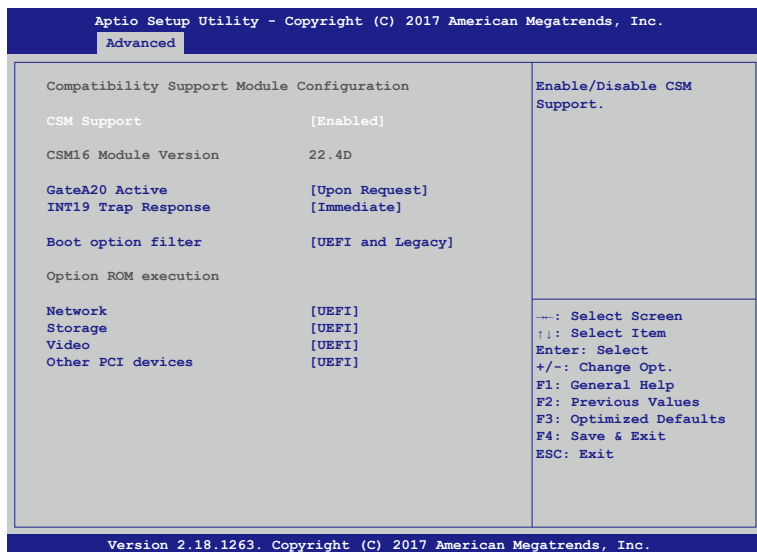 Aptio Setup Utility - Copyright (C) 2017 American Megatrends, Inc.
Advanced
Compatibility Support Module Configuration
CSM Support [Enabled]
CSM16 Module Version 22.4D
GateA20 Active [Upon Request]
INT19 Trap Response [Immediate]
Boot option filter [UEFI and Legacy]
Option ROM execution
Network [UEFI]
Storage [UEFI]
Video [UEFI]
Other PCI devices [UEFI]
Enable/Disable CSM
Support.
→←: Select Screen
↑↓: Select Item
Enter: Select
+/-: Change Opt.
F1: General Help
F2: Previous Values
F3: Optimized Defaults
F4: Save & Exit
ESC: Exit
Version 2.18.1263. Copyright (C) 2017 American Megatrends, Inc.